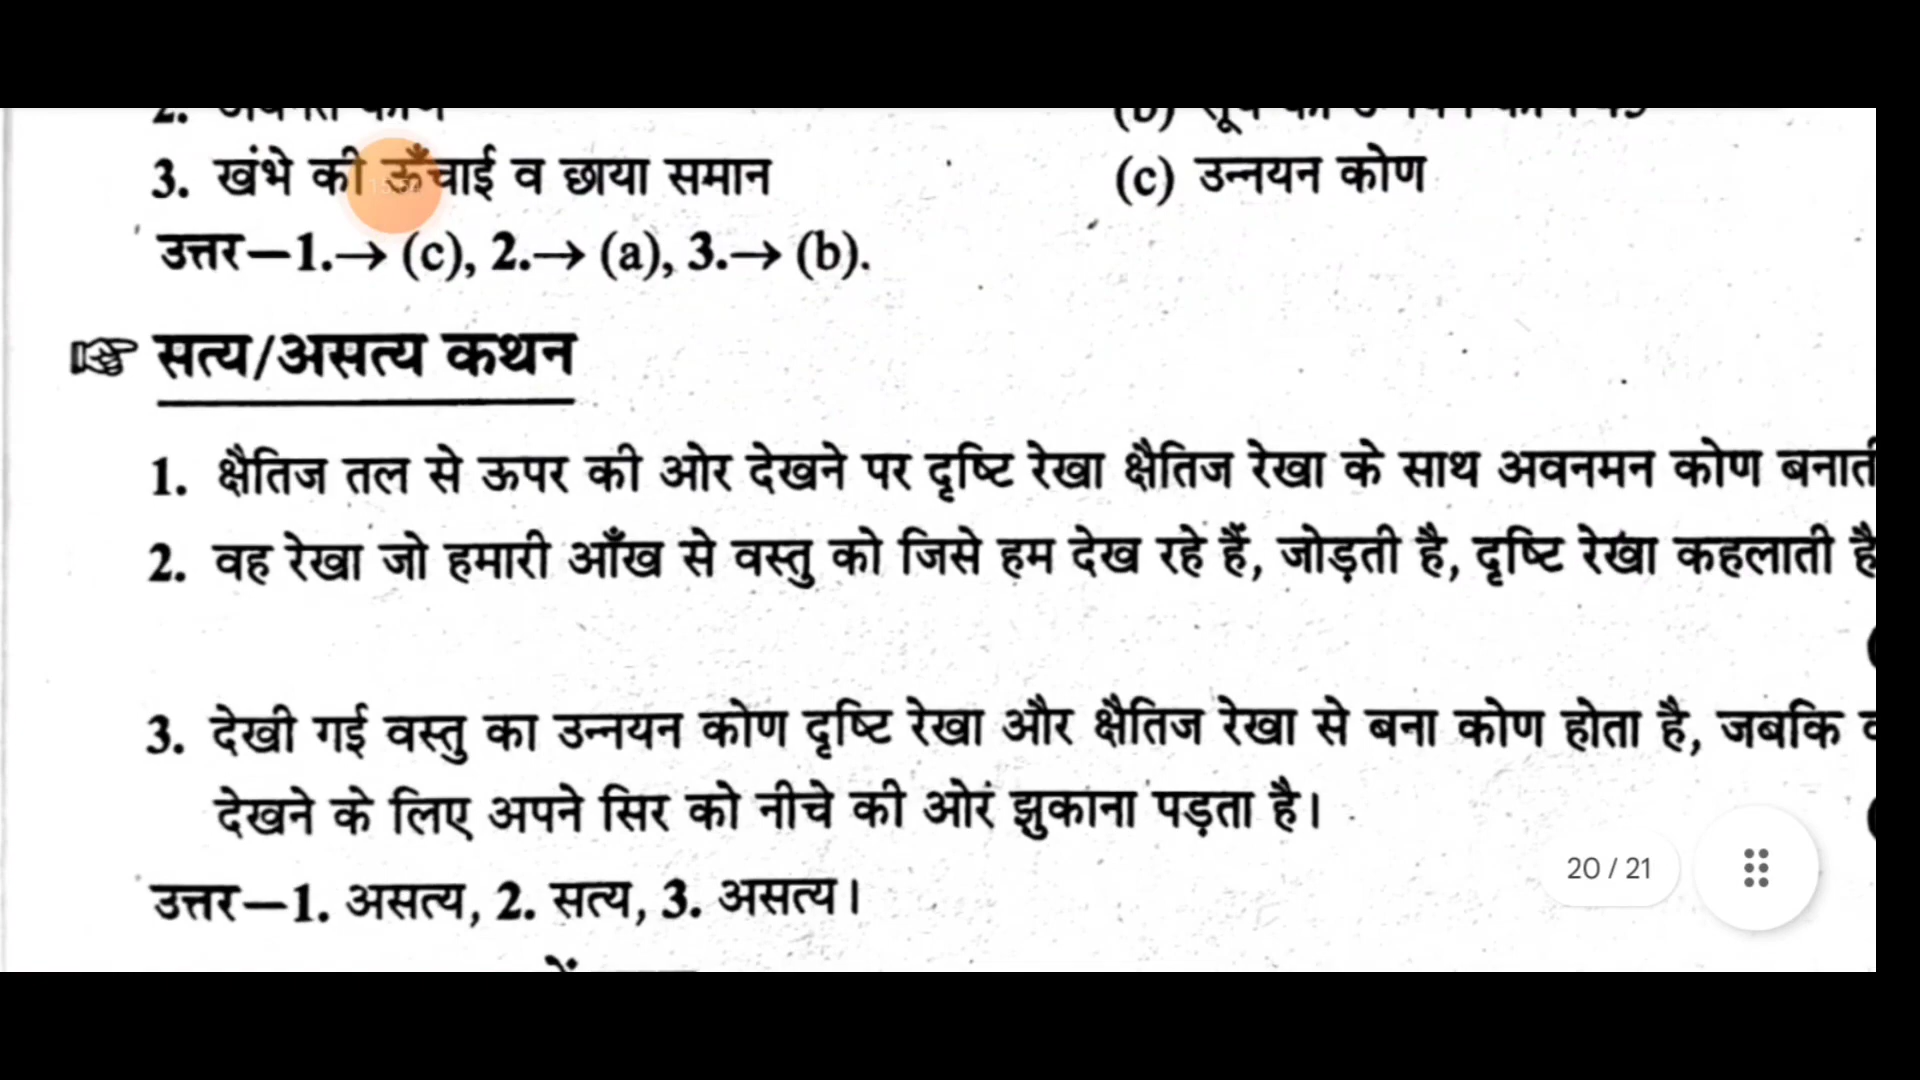 3. खंभे की ऊँचाई व छाया समान (c) उन्नयन कोण
उत्तर—1.→ (c), 2.→ (a), 3.→ (b).
☞ सत्य/असत्य कथन
1. क्षैतिज तल से ऊपर की ओर देखने पर दृष्टि रेखा क्षैतिज रेखा के साथ अवनमन कोण बनाती
2. वह रेखा जो हमारी आँख से वस्तु को जिसे हम देख रहे हैं, जोड़ती है, दृष्टि रेखा कहलाती है
3. देखी गई वस्तु का उन्नयन कोण दृष्टि रेखा और क्षैतिज रेखा से बना कोण होता है, जबकि
देखने के लिए अपने सिर को नीचे की ओर झुकाना पड़ता है।
20 / 21
उत्तर—1. असत्य, 2. सत्य, 3. असत्य।